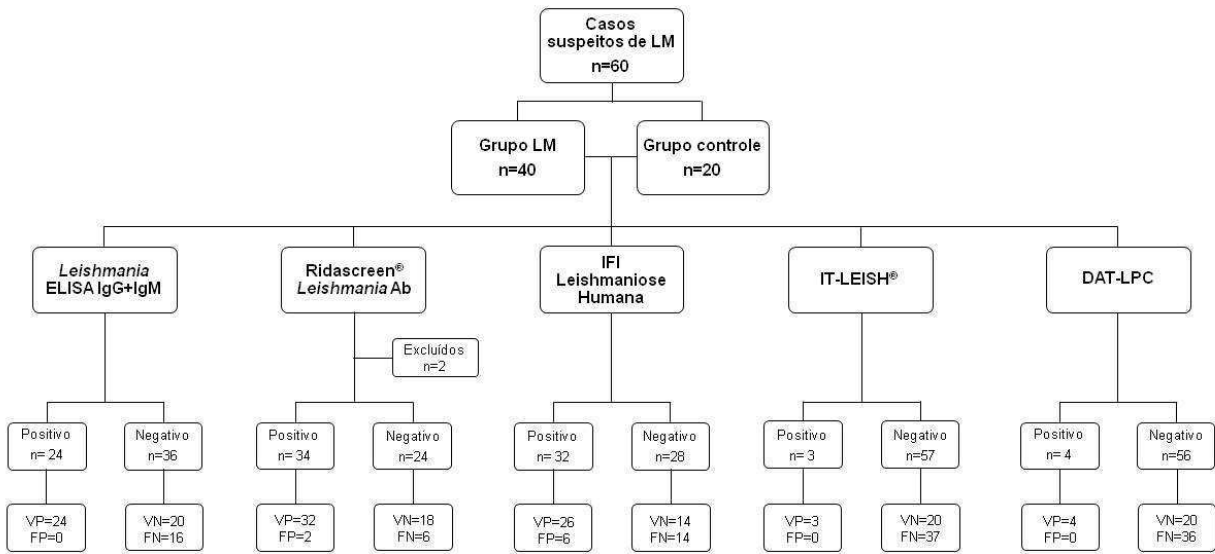 Casos
suspeitos de LM
n=60
Grupo LM
n=40
Grupo controle
n=20
Leishmania
ELISA IgG+IgM
Ridascreen®
Leishmania Ab
IFI
Leishmaniose
Humana
IT-LEISH®
DAT-LPC
Excluídos
n=2
Positivo
n= 24
Negativo
n=36
Positivo
n= 34
Negativo
n=24
Positivo
n= 32
Negativo
n=28
Positivo
n= 3
Negativo
n=57
Positivo
n= 4
Negativo
n=56
VP=24
FP=0
VN=20
FN=16
VP=32
FP=2
VN=18
FN=6
VP=26
FP=6
VN=14
FN=14
VP=3
FP=0
VN=20
FN=37
VP=4
FP=0
VN=20
FN=36